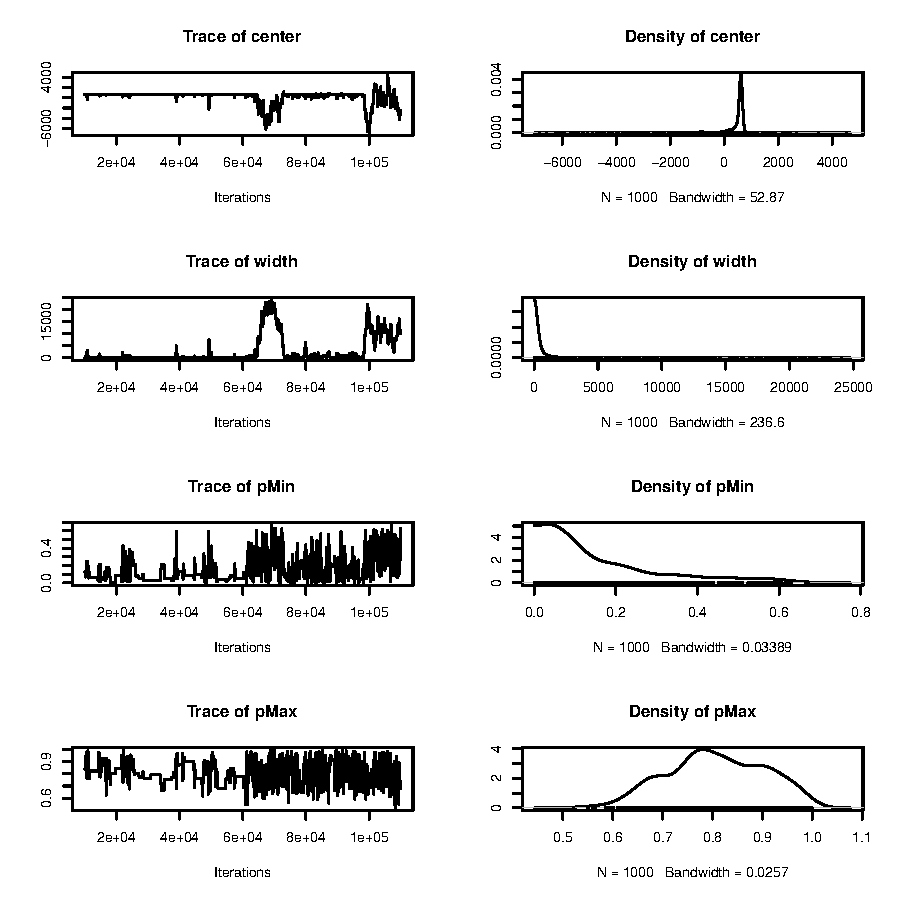 Trace of center
4000
-6000
2e+04 4e+04 6e+04 8e+04 1e+05
Iterations
Density of center
0.004
0.000
-6000 -4000 -2000 0 2000 4000
N = 1000 Bandwidth = 52.87
Trace of width
15000
0
2e+04 4e+04 6e+04 8e+04 1e+05
Iterations
Density of width
0.0000
0 5000 10000 15000 20000 25000
N = 1000 Bandwidth = 236.6
Trace of pMin
0.4
0.0
2e+04 4e+04 6e+04 8e+04 1e+05
Iterations
Density of pMin
4
2
0
0.0 0.2 0.4 0.6 0.8
N = 1000 Bandwidth = 0.03389
Trace of pMax
0.9
0.6
2e+04 4e+04 6e+04 8e+04 1e+05
Iterations
Density of pMax
4
2
0
0.5 0.6 0.7 0.8 0.9 1.0 1.1
N = 1000 Bandwidth = 0.0257